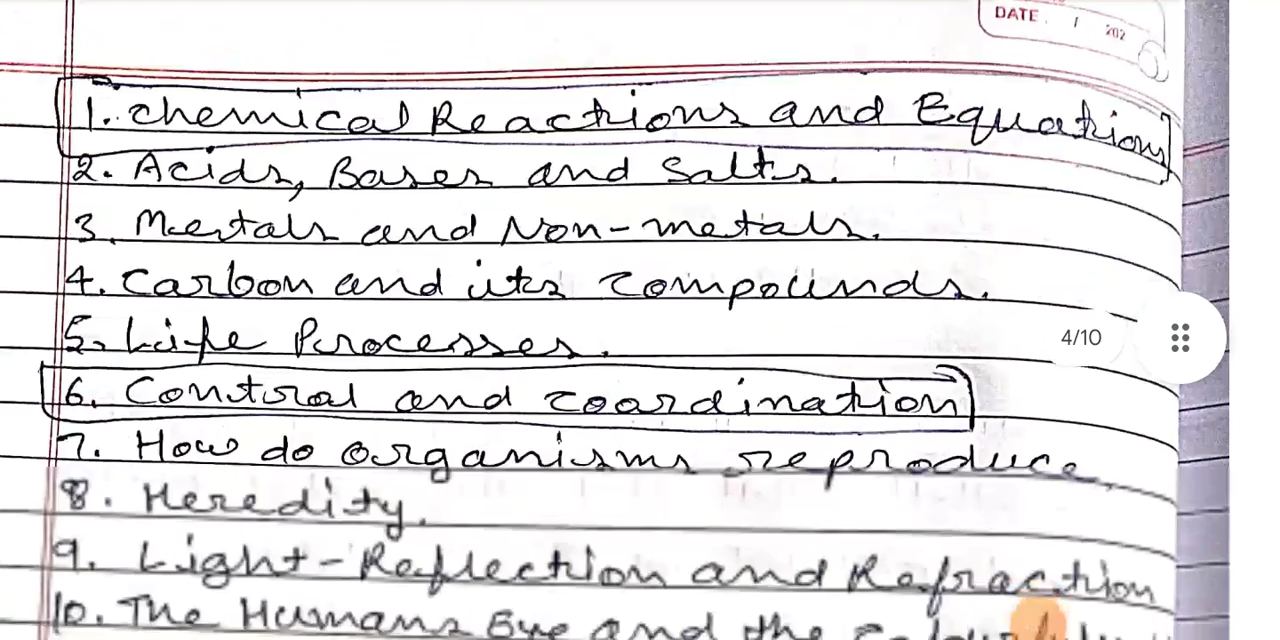 DATE. / 202
1. Chemical Reactions and Equations
2. Acids, Bases and Salts.
3. Mertals and Non-metals.
4. Carbon and its compounds.
5. Life Processes.
4/10
6. Control and coordination
7. How do organisms reproduce.
8. Heredity.
9. Light-Reflection and Refraction
10. The Humans Eye and the